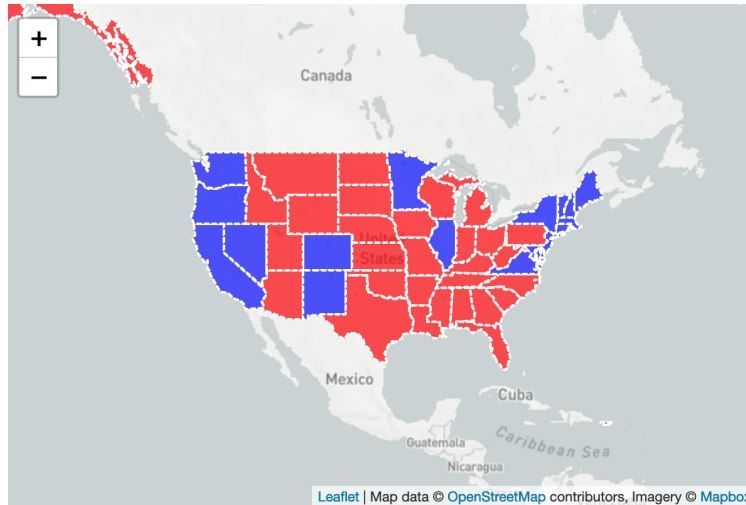 +
−
Canada
United
States
Mexico
Cuba
Guatemala
Caribbean Sea
Nicaragua
Leaflet | Map data © OpenStreetMap contributors, Imagery © Mapbox